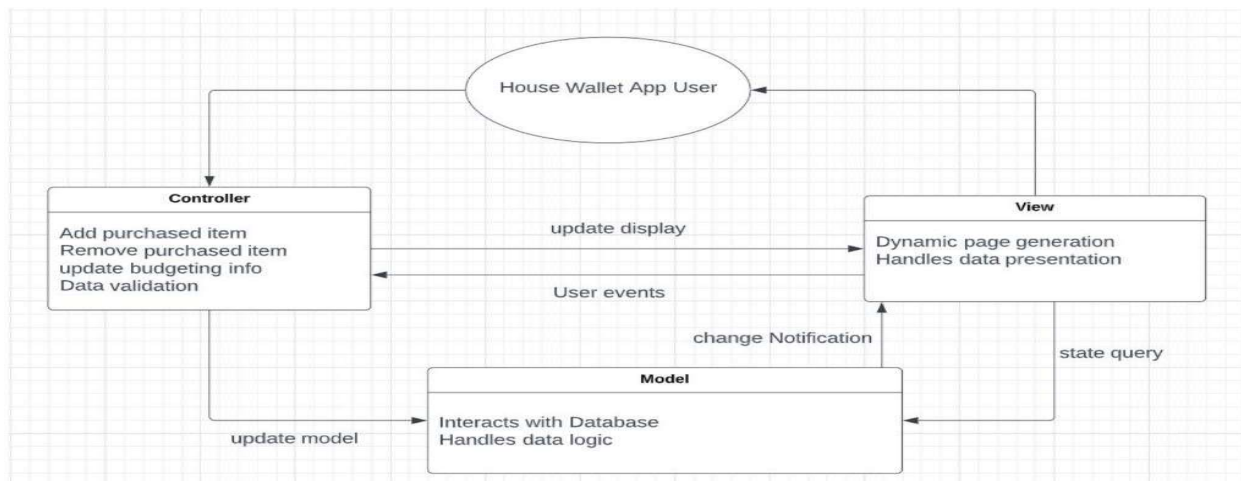 House Wallet App User
Controller
Add purchased item
Remove purchased item
update budgeting info
Data validation
update display
User events
View
Dynamic page generation
Handles data presentation
change Notification
state query
update model
Model
Interacts with Database
Handles data logic